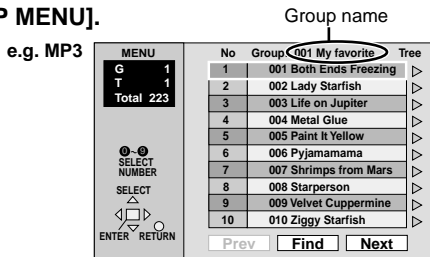 P MENU].
Group name
e.g. MP3
MENU
G 1
T 1
Total 223
0~9
SELECT
NUMBER
SELECT
ENTER RETURN
No Group: 001 My favorite Tree
1 001 Both Ends Freezing
2 002 Lady Starfish
3 003 Life on Jupiter
4 004 Metal Glue
5 005 Paint It Yellow
6 006 Pyjamamama
7 007 Shrimps from Mars
8 008 Starperson
9 009 Velvet Cuppermine
10 010 Ziggy Starfish
Prev Find Next